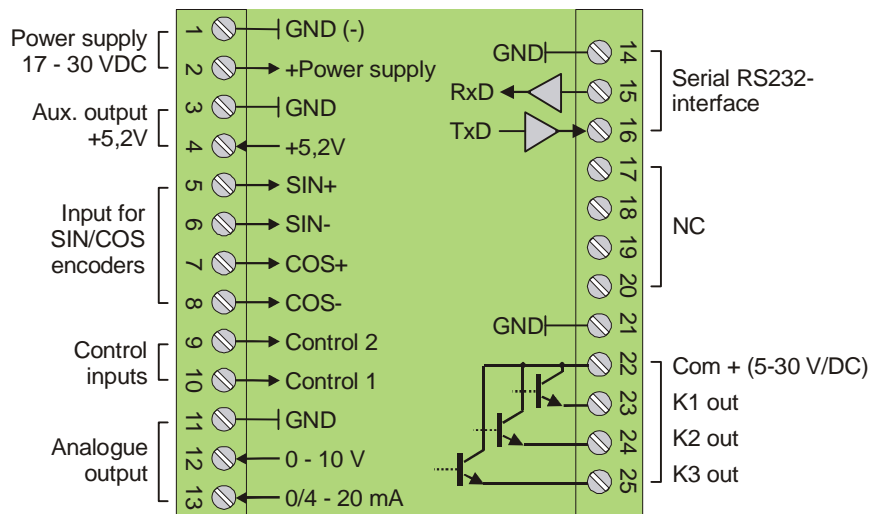 Power supply
17 - 30 VDC
Aux. output
+5,2V
Input for
SIN/COS
encoders
Control
inputs
Analogue
output
1 GND (-)
2 +Power supply
3 GND
4 +5,2V
5 SIN+
6 SIN-
7 COS+
8 COS-
9 Control 2
10 Control 1
11 GND
12 0 - 10 V
13 0/4 - 20 mA
GND 14
RxD 15
TxD 16
17
18
19
20
GND 21
22
23
24
25
Serial RS232-
interface
NC
Com + (5-30 V/DC)
K1 out
K2 out
K3 out